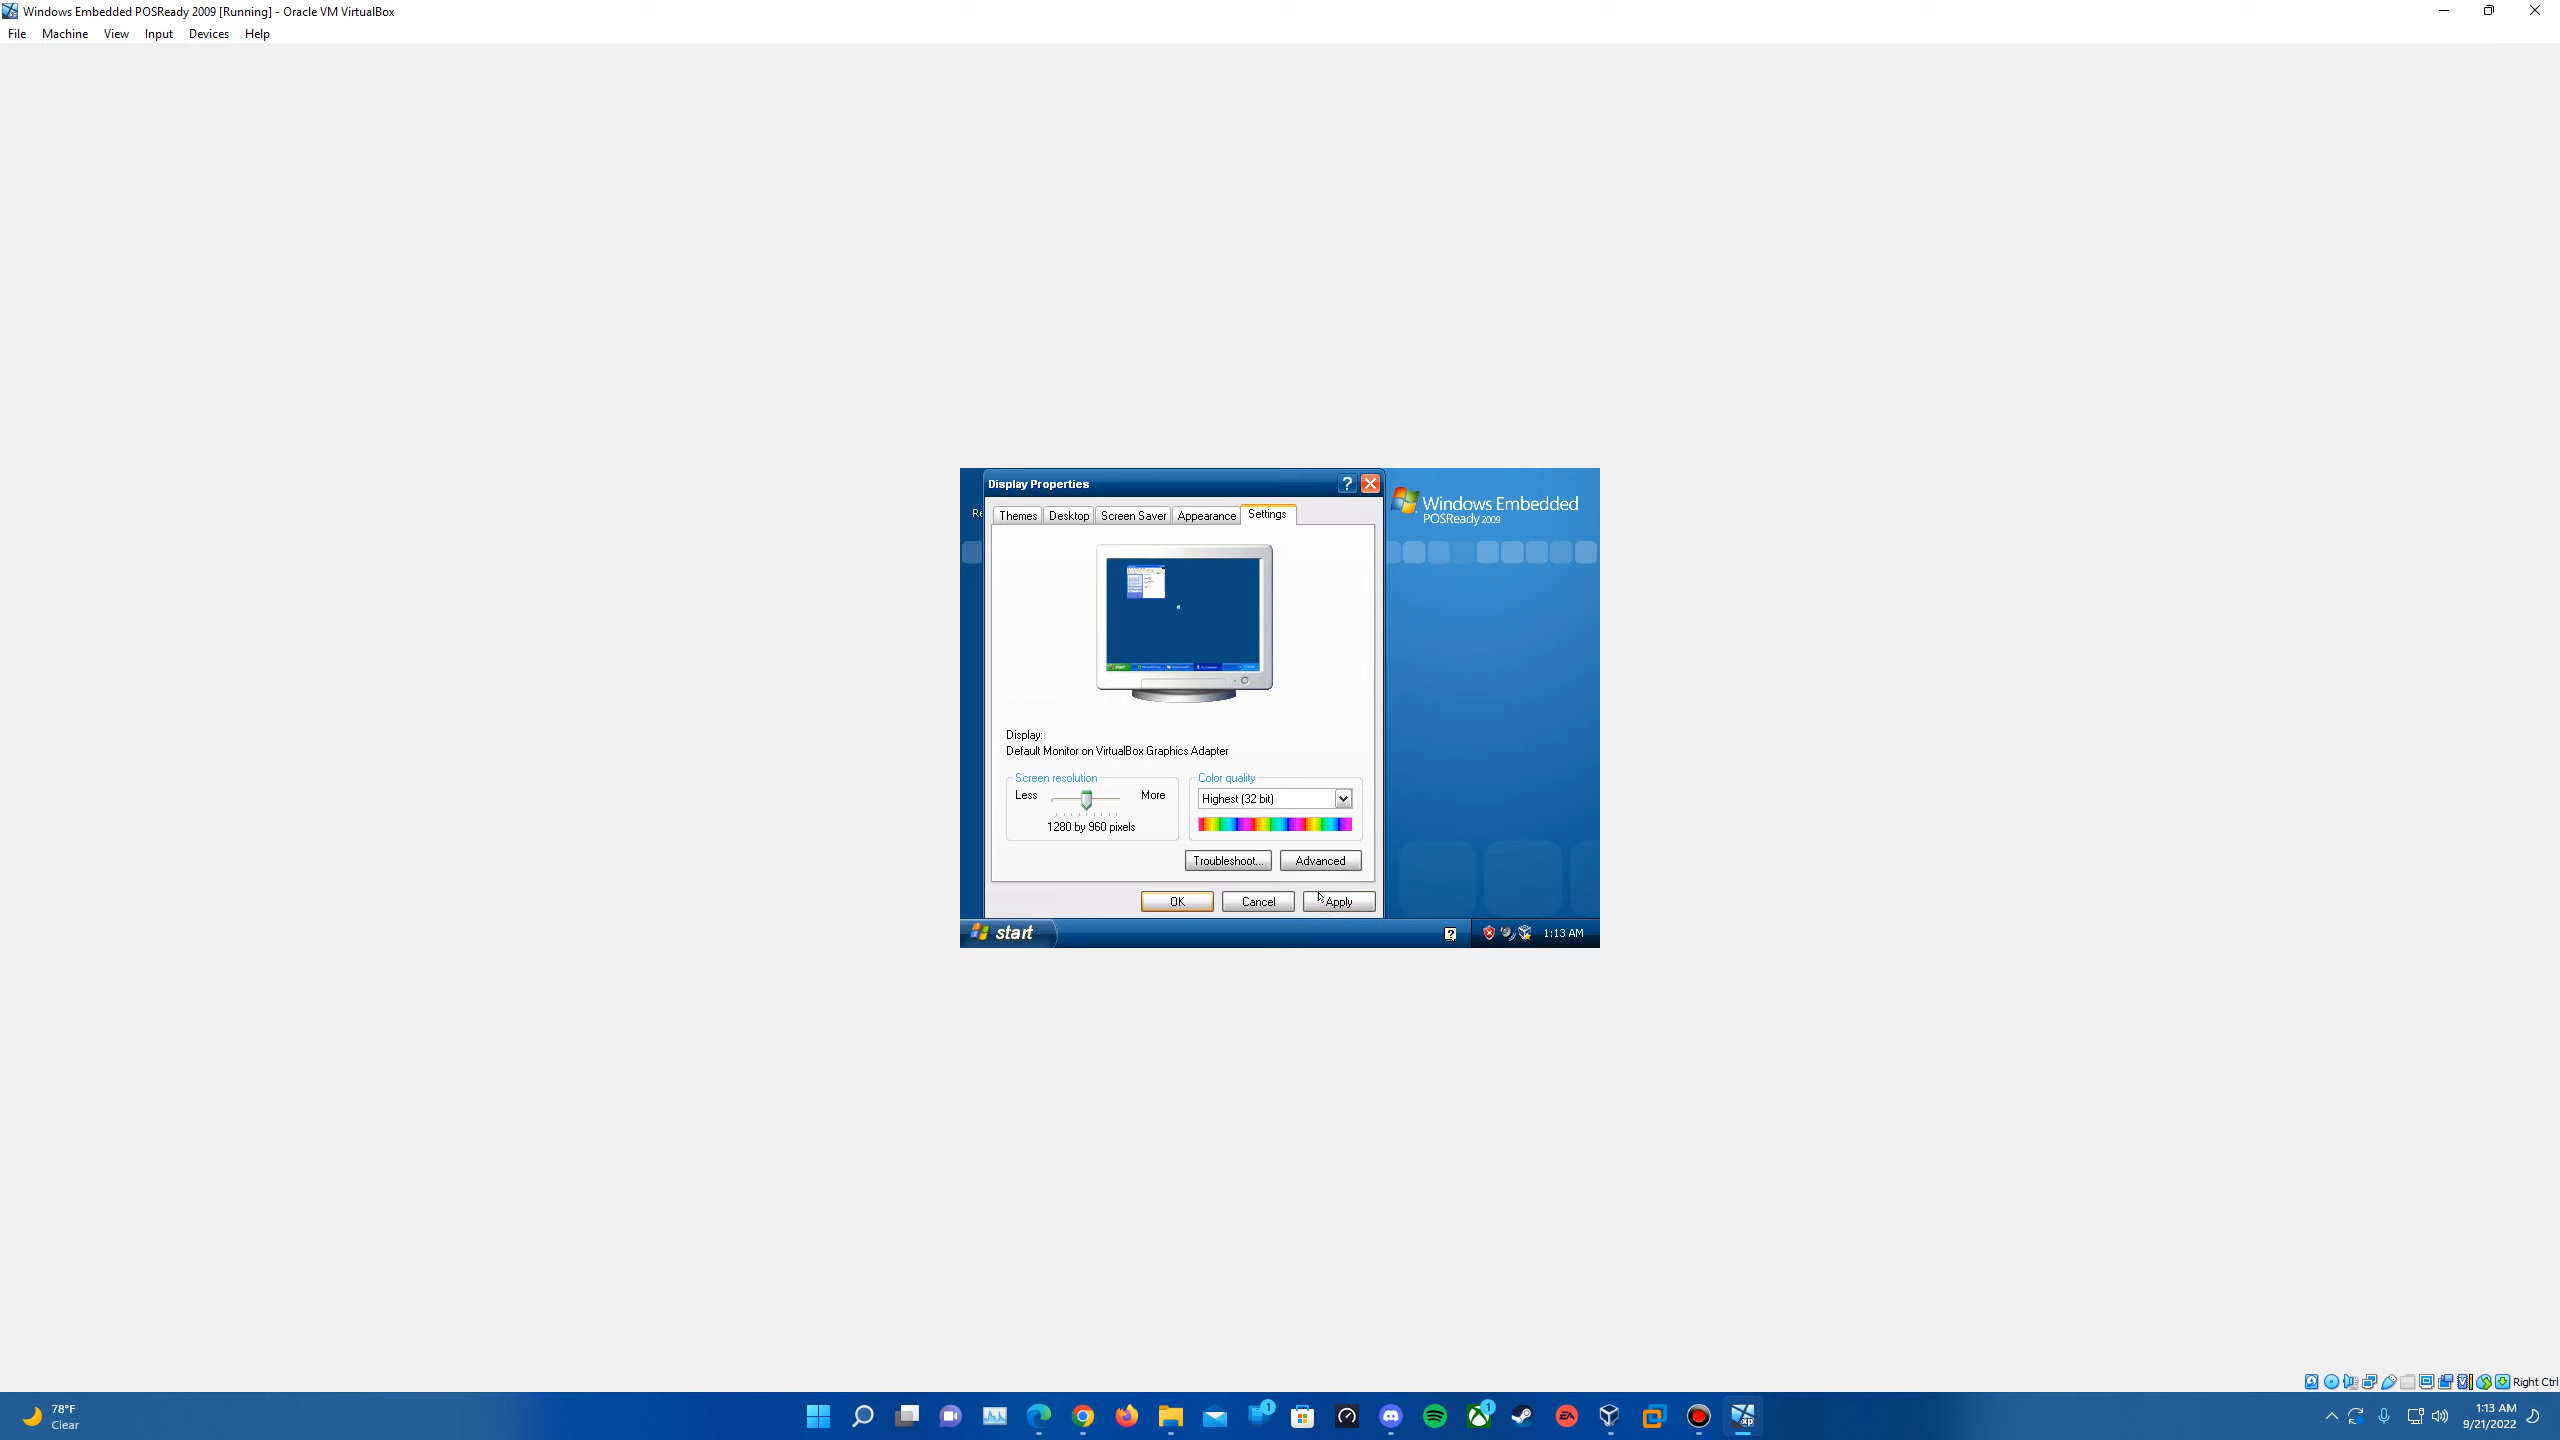 Windows Embedded POSReady 2009 [Running] - Oracle VM VirtualBox
File Machine View Input Devices Help
Display Properties
Re
Themes Desktop Screen Saver Appearance Settings
Windows Embedded
POSReady 2009
Display:
Default Monitor on VirtualBox Graphics Adapter
Screen resolution
Less More
1280 by 960 pixels
Color quality
Highest (32 bit)
Troubleshoot... Advanced
OK Cancel Apply
start
1:13 AM
Right Ctrl
78°F
Clear
1
1
1:13 AM
9/21/2022